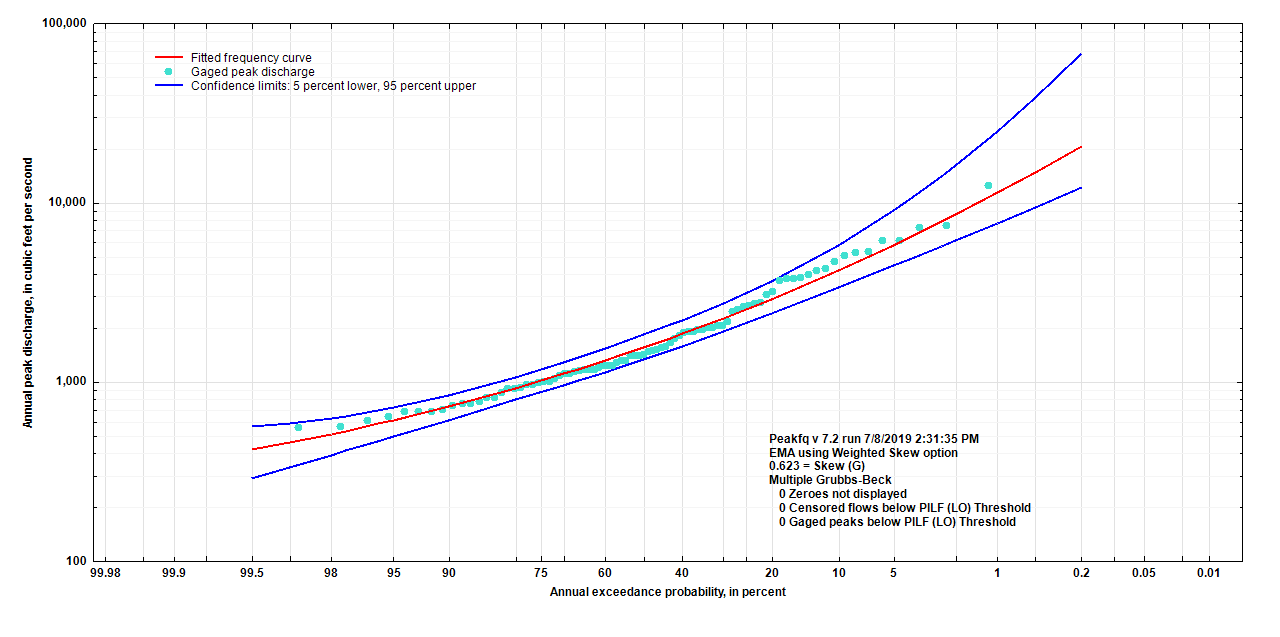 100,000
Fitted frequency curve
Gaged peak discharge
Confidence limits: 5 percent lower, 95 percent upper
Annual peak discharge, in cubic feet per second
10,000
1,000
Peakfq v 7.2 run 7/8/2019 2:31:35 PM
EMA using Weighted Skew option
0.623 = Skew (G)
Multiple Grubbs-Beck
0 Zeroes not displayed
0 Censored flows below PILF (LO) Threshold
0 Gaged peaks below PILF (LO) Threshold
100
99.98 99.9 99.5 98 95 90 75 60 40 20 10 5 1 0.2 0.05 0.01
Annual exceedance probability, in percent